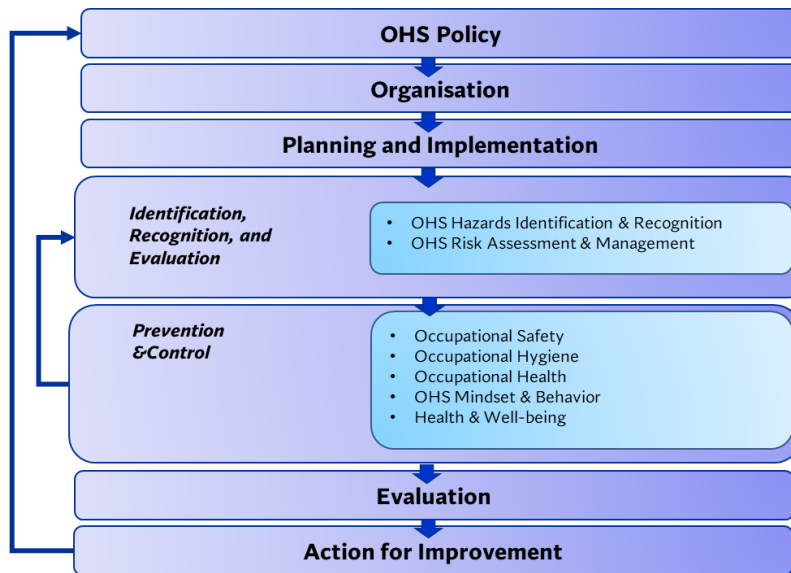 OHS Policy
Organisation
Planning and Implementation
Identification,
Recognition, and
Evaluation
• OHS Hazards Identification & Recognition
• OHS Risk Assessment & Management
Prevention
&Control
• Occupational Safety
• Occupational Hygiene
• Occupational Health
• OHS Mindset & Behavior
• Health & Well-being
Evaluation
Action for Improvement